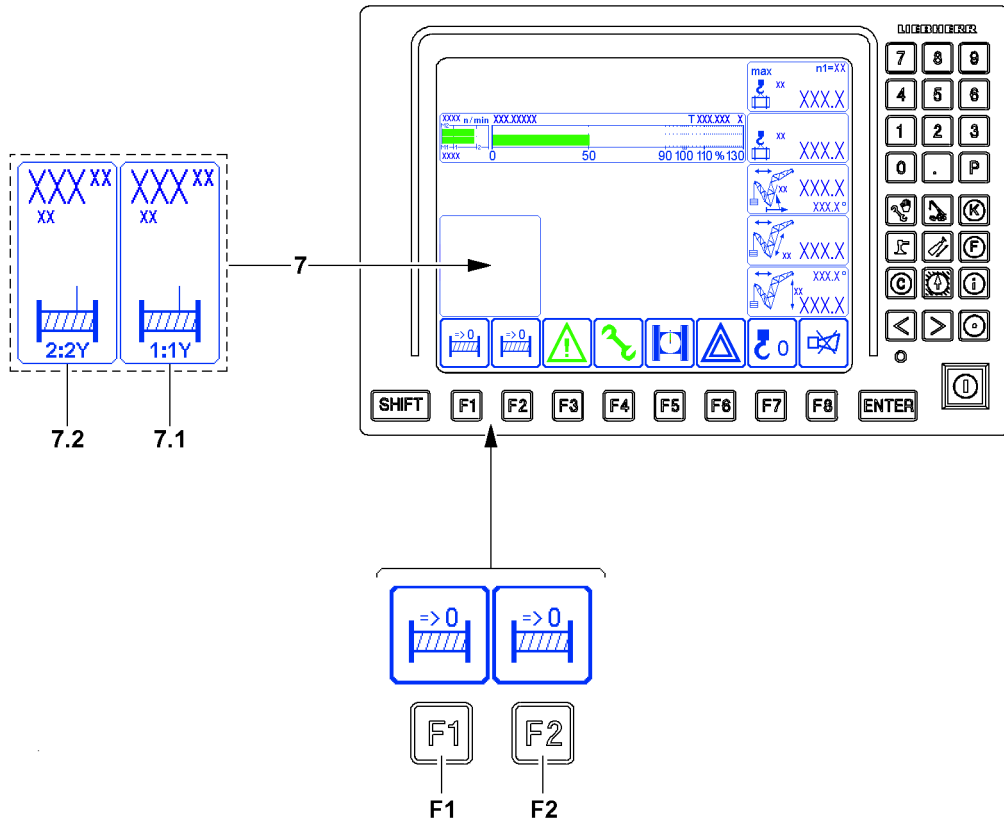 LIEBHERR
max n1=XX
xx XXX.X
XXXX n/min XXX.XXXXX T XXX.XXX X
XXXX 0 50 90 100 110 % 130
xx XXX.X
xx XXX.X
XXX.X °
xx XXX.X
XXX.X °
xx
XXX.X
=> 0 => 0 ! 0
SHIFT F1 F2 F3 F4 F5 F6 F7 F8 ENTER
7 8 9
4 5 6
1 2 3
0 . P
K
F
C i
< >
XXX xx XXX xx
xx xx
2:2Y 1:1Y
7.2 7.1
7
=> 0 => 0
F1 F2
F1 F2